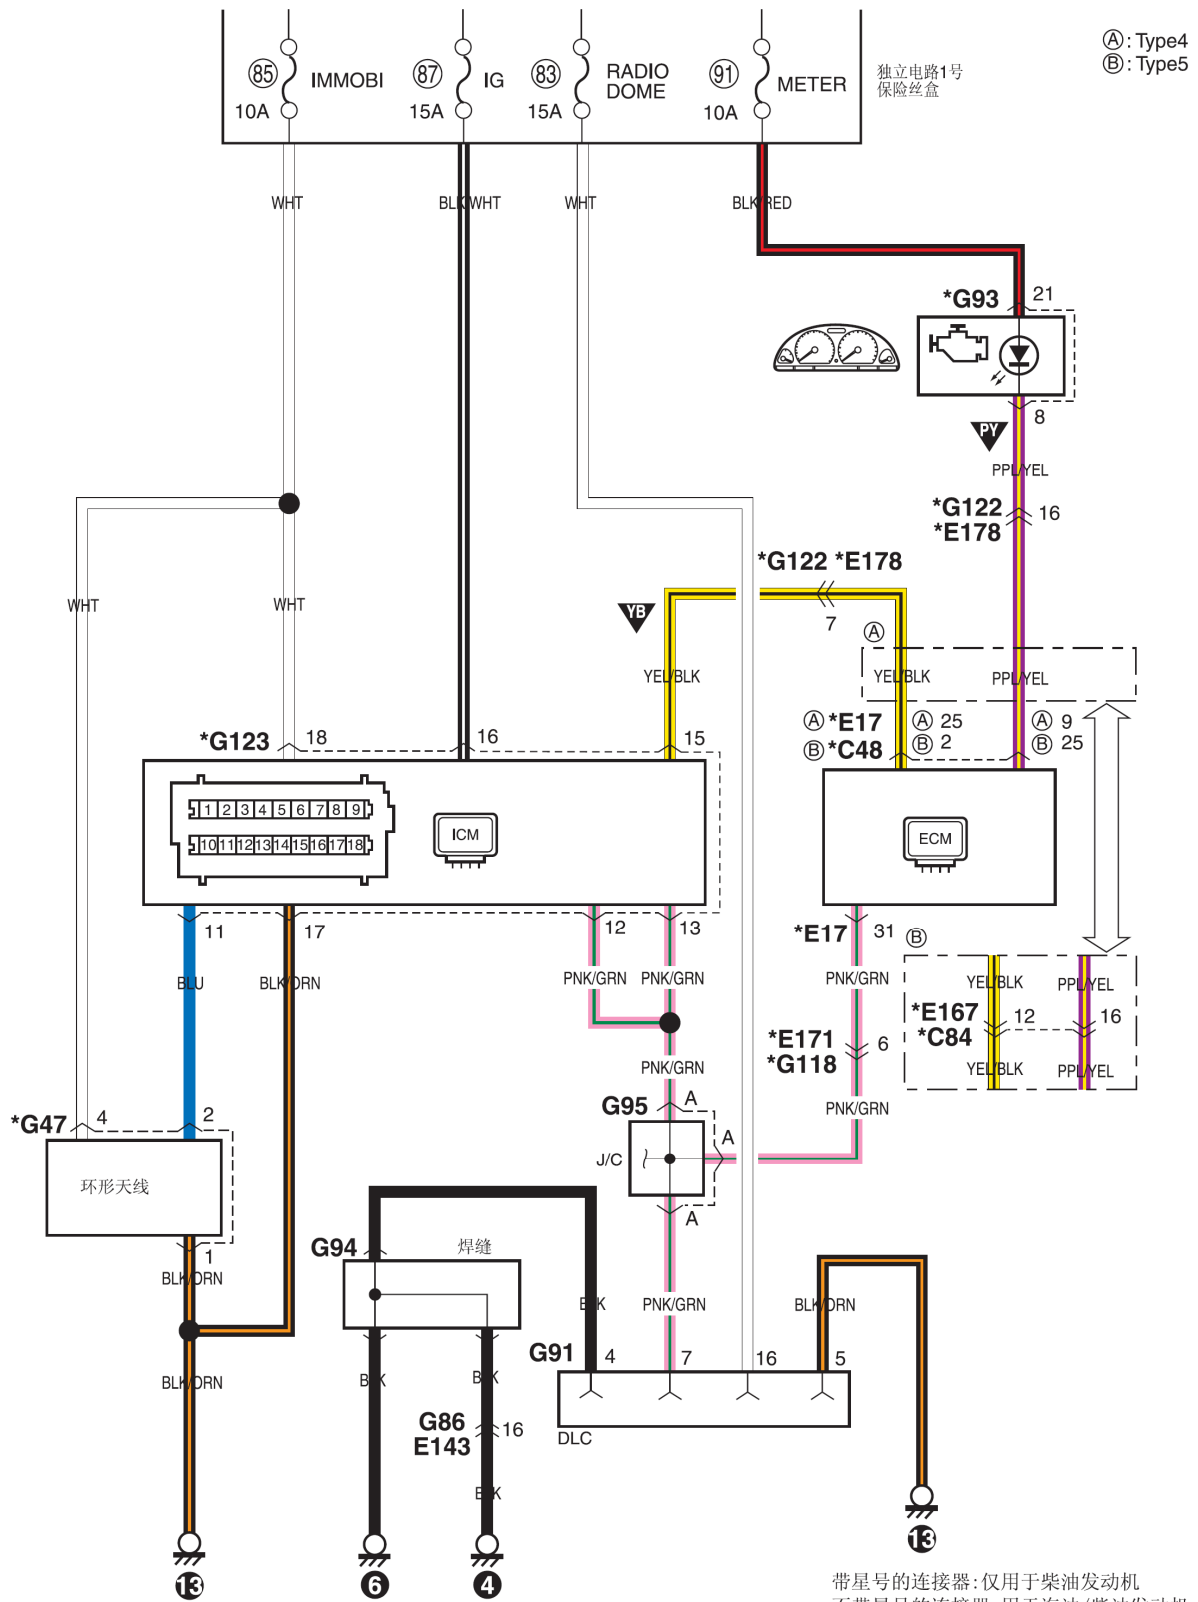 Ⓐ: Type4
Ⓑ: Type5
85 IMMOBI 10A
87 IG 15A
83 RADIO DOME 15A
91 METER 10A
独立电路1号
保险丝盒
WHT BLK/WHT WHT BLK/RED
*G93 21
8
PY
PPL/YEL
*G122 16
*E178
*G122 *E178
7
YB
WHT WHT
Ⓐ
YEL/BLK YEL/BLK PPL/YEL
*G123 18 16 15
Ⓐ *E17 Ⓐ 25 Ⓐ 9
Ⓑ *C48 Ⓑ 2 Ⓑ 25
1 2 3 4 5 6 7 8 9
10 11 12 13 14 15 16 17 18
ICM
ECM
11 17 12 13
*E17 31
Ⓑ
BLU BLK/ORN PNK/GRN PNK/GRN PNK/GRN
YEL/BLK PPL/YEL
*E167 12 16
*C84
*E171 6
*G118
PNK/GRN
YEL/BLK PPL/YEL
PNK/GRN
*G47 4 2
G95 A
A
J/C
环形天线
A
1
G94 焊缝
BLK/ORN
BLK PNK/GRN BLK/ORN
G91 4 7 16 5
BLK/ORN BLK BLK
G86 16
E143
DLC
BLK
13 6 4 13
带星号的连接器:仅用于柴油发动机